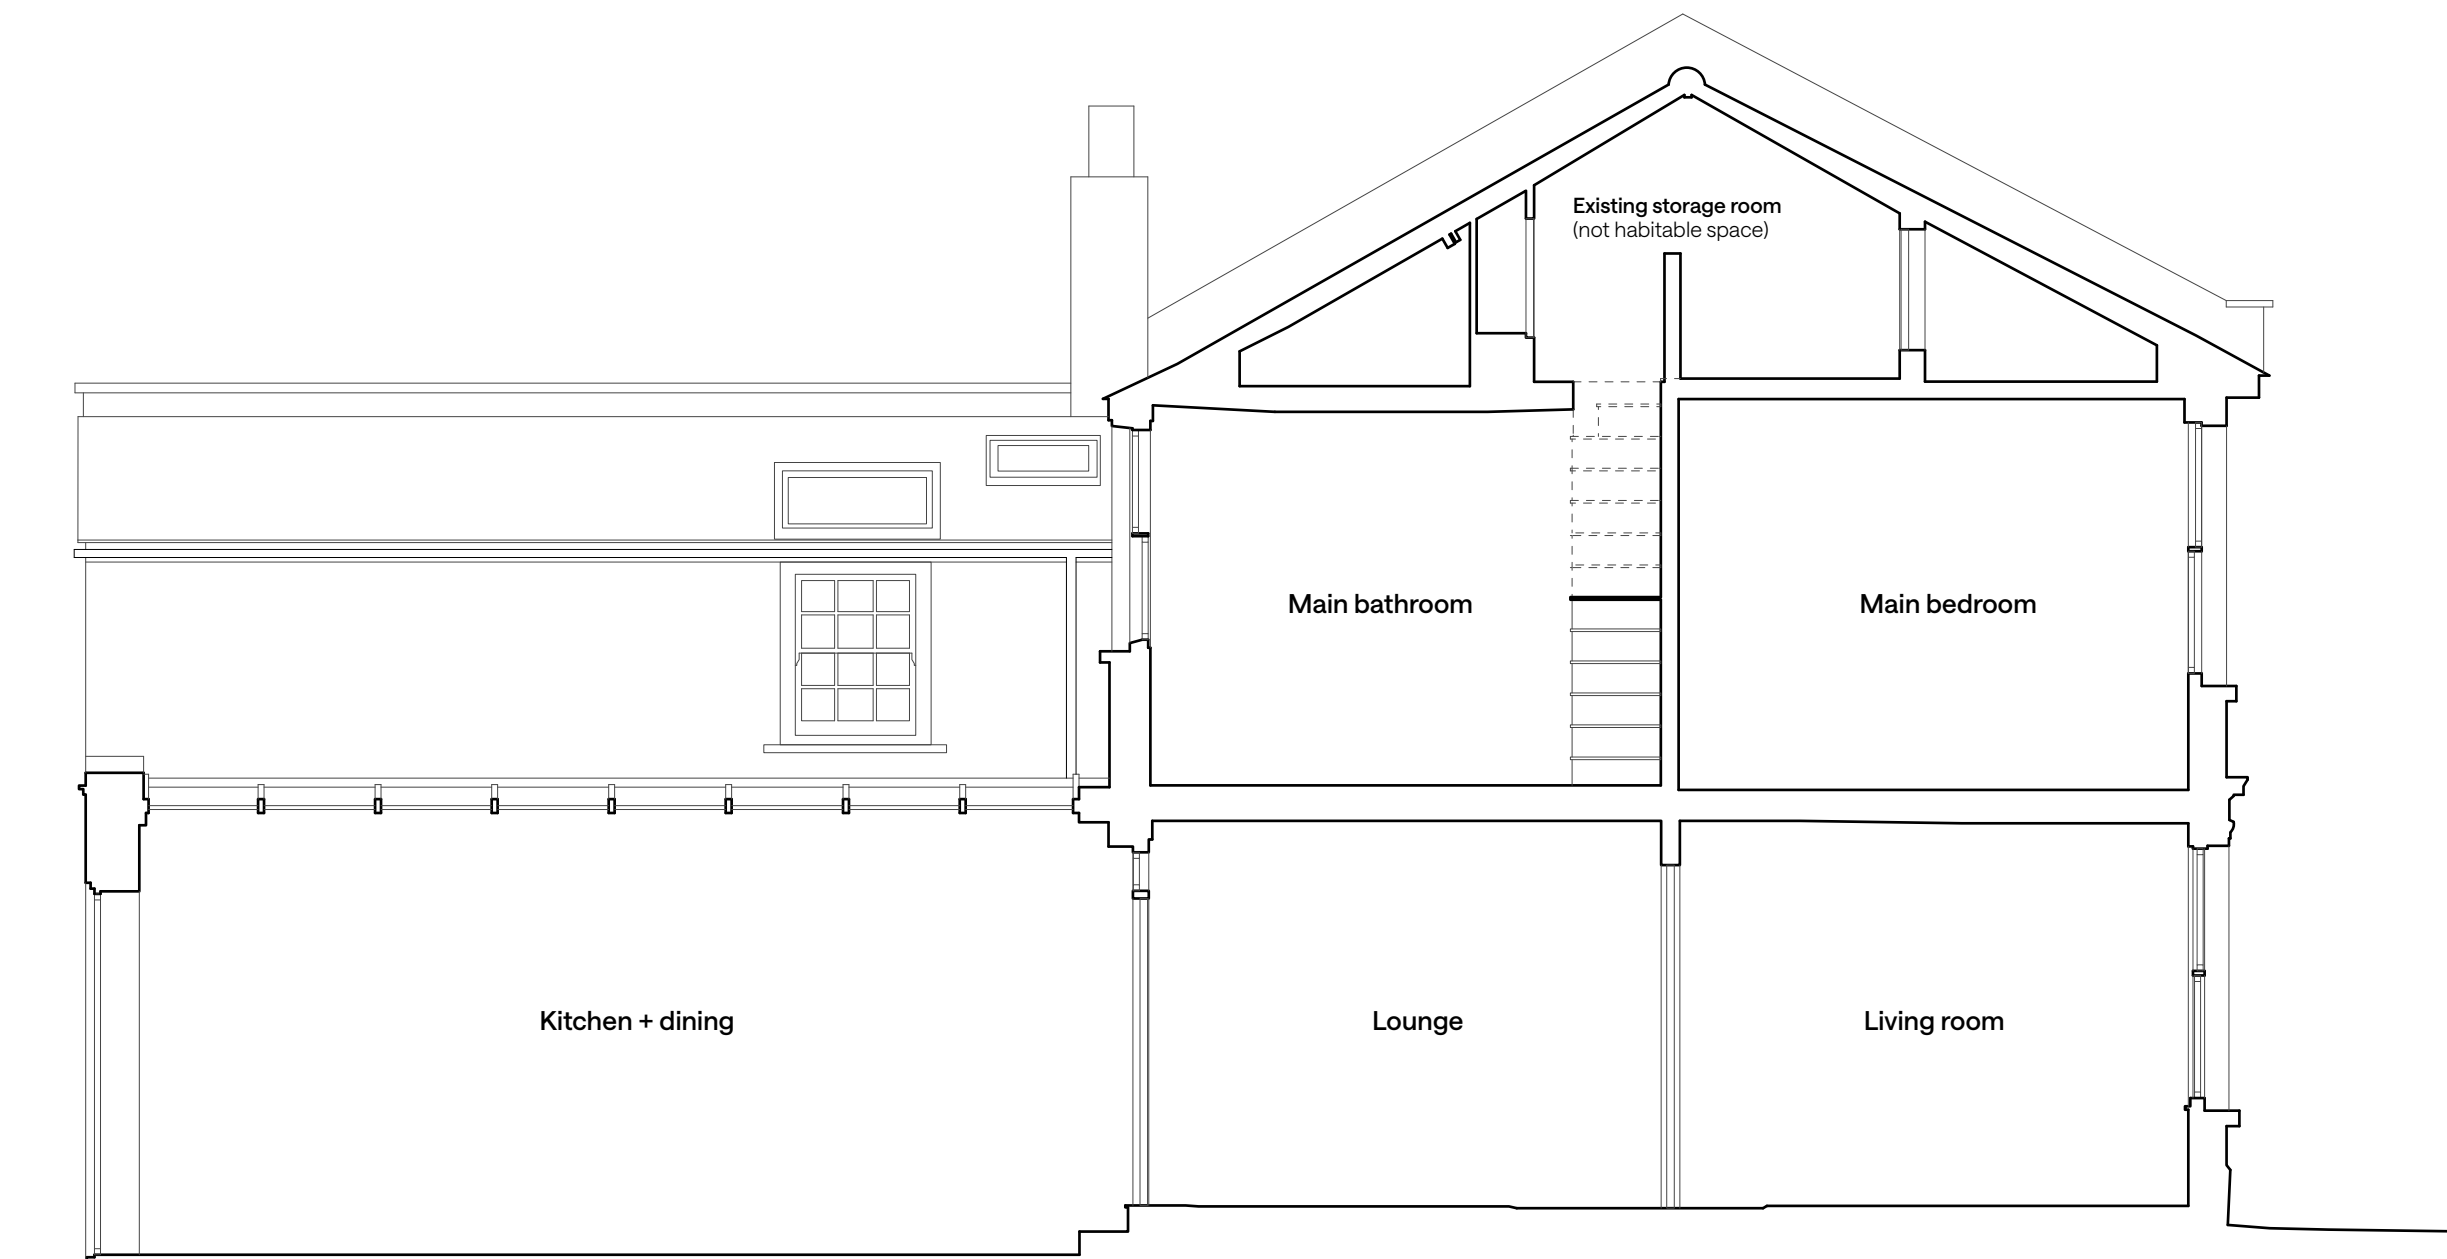 Existing storage room
(not habitable space)
Main bathroom
Main bedroom
Kitchen + dining
Lounge
Living room